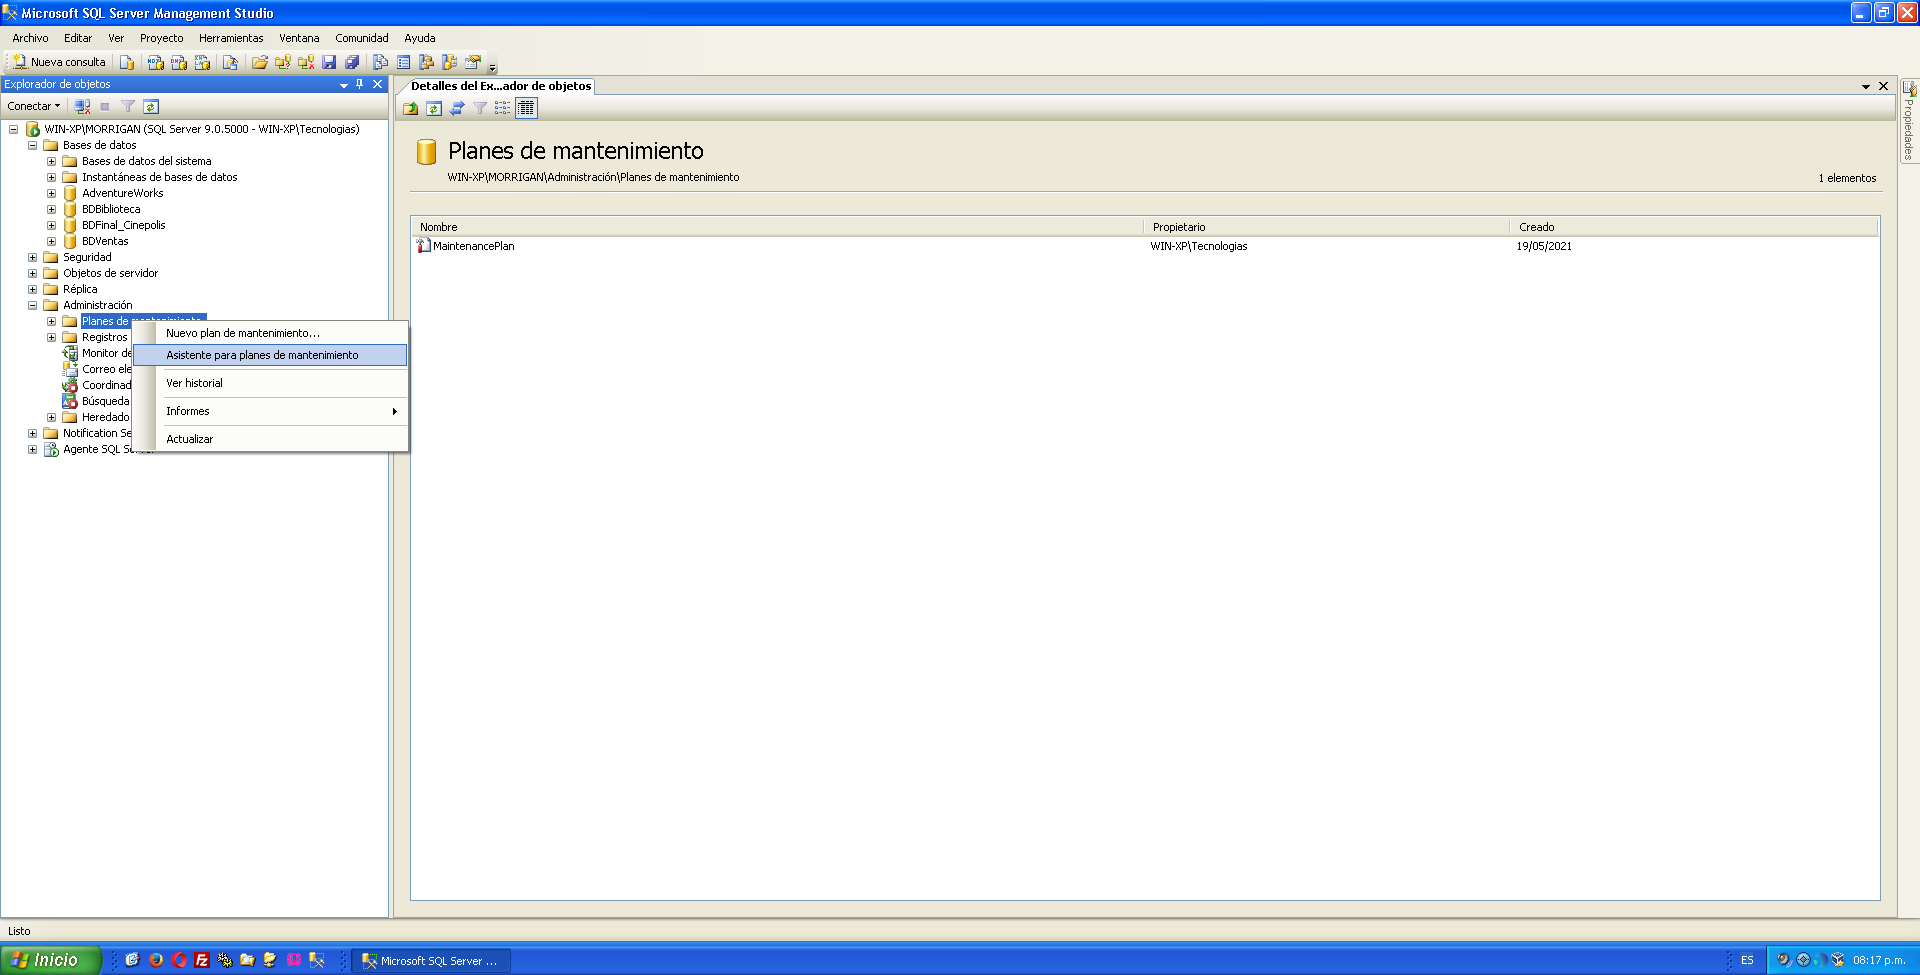 Microsoft SQL Server Management Studio
Archivo Editar Ver Proyecto Herramientas Ventana Comunidad Ayuda
Nueva consulta
Explorador de objetos
Conectar
WIN-XP\MORRIGAN (SQL Server 9.0.5000 - WIN-XP\Tecnologias)
Bases de datos
Bases de datos del sistema
Instantáneas de bases de datos
AdventureWorks
BDBiblioteca
BDFinal_Cinepolis
BDVentas
Seguridad
Objetos de servidor
Réplica
Administración
Planes de mantenimiento
Registros
Monitor de
Correo ele
Coordinad
Búsqueda
Heredado
Notification Se
Agente SQL Server
Nuevo plan de mantenimiento...
Asistente para planes de mantenimiento
Ver historial
Informes
Actualizar
Detalles del Ex...ador de objetos
Planes de mantenimiento
WIN-XP\MORRIGAN\Administración\Planes de mantenimiento
1 elementos
Nombre Propietario Creado
MaintenancePlan WIN-XP\Tecnologias 19/05/2021
Propiedades
Listo
Inicio
Microsoft SQL Server ...
ES
08:17 p.m.